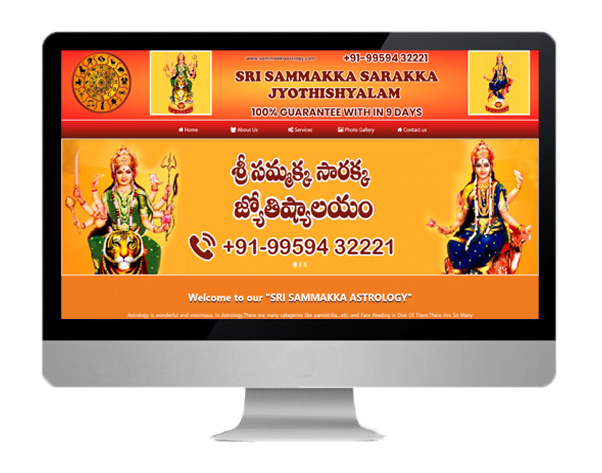 www.sammakkaastrology.com
+91-99594 32221
SRI SAMMAKKA SARAKKA
JYOTHISHYALAM
100% GUARANTEE WITH IN 9 DAYS
Home About Us Services Photo Gallery Contact us
శ్రీ సమ్మక్క సారక్క
జ్యోతిష్యాలయం
+91-99594 32221
Welcome to our "SRI SAMMAKKA ASTROLOGY"
Astrology is wonderful and enormous. In Astrology,There are many categories like pamistrille,..etc. and Face Reading Is One Of Them.There Are So Many